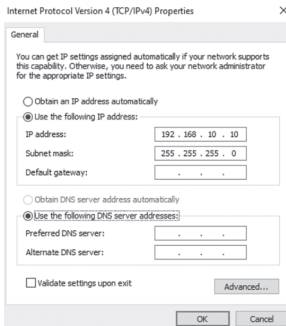 Internet Protocol Version 4 (TCP/IPv4) Properties
General
You can get IP settings assigned automatically if your network supports
this capability. Otherwise, you need to ask your network administrator
for the appropriate IP settings.
Obtain an IP address automatically
Use the following IP address:
IP address: 192 . 168 . 10 . 10
Subnet mask: 255 . 255 . 255 . 0
Default gateway: . . .
Obtain DNS server address automatically
Use the following DNS server addresses:
Preferred DNS server: . . .
Alternate DNS server: . . .
Validate settings upon exit
Advanced...
OK Cancel